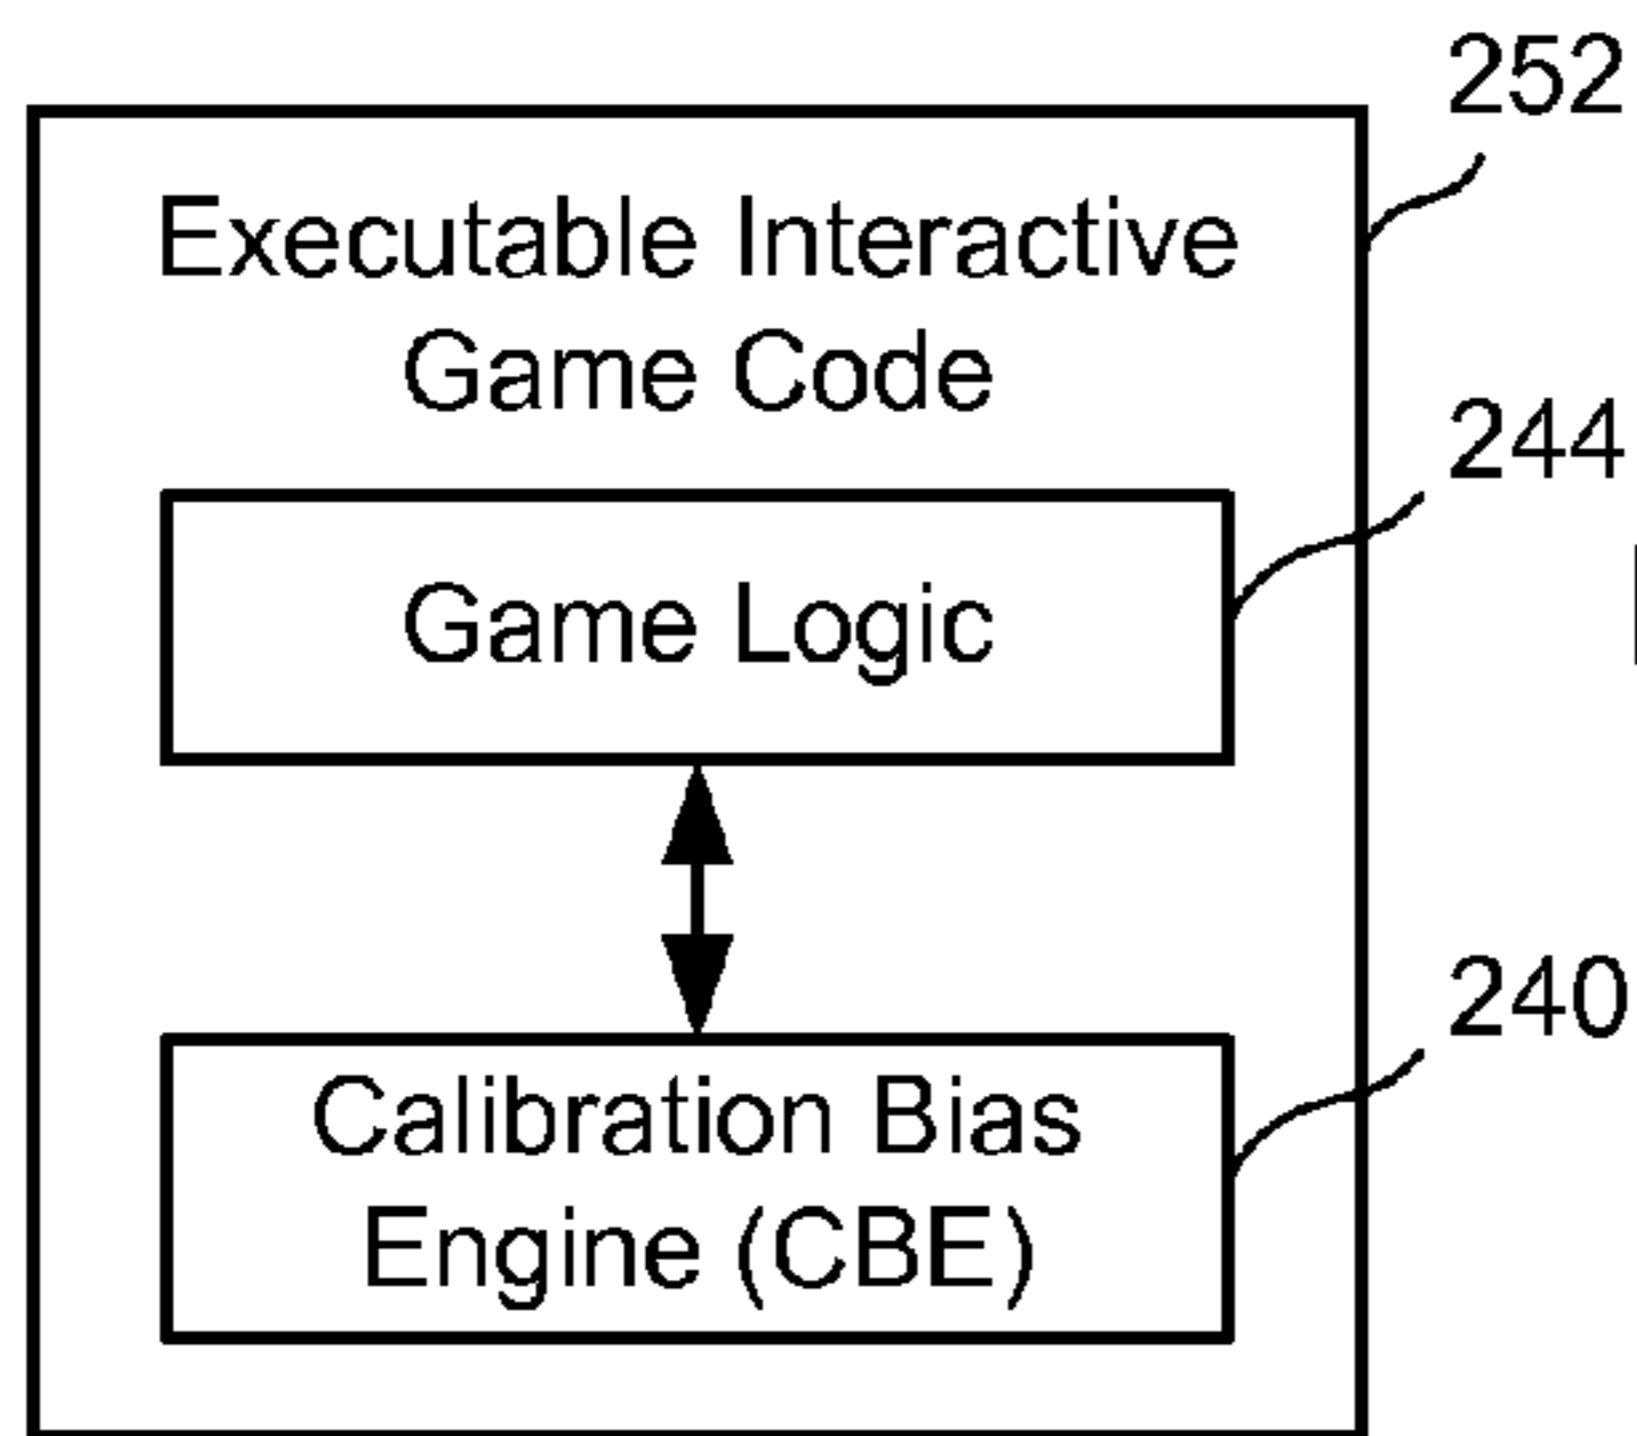 252
Executable Interactive
Game Code
244
Game Logic
240
Calibration Bias
Engine (CBE)